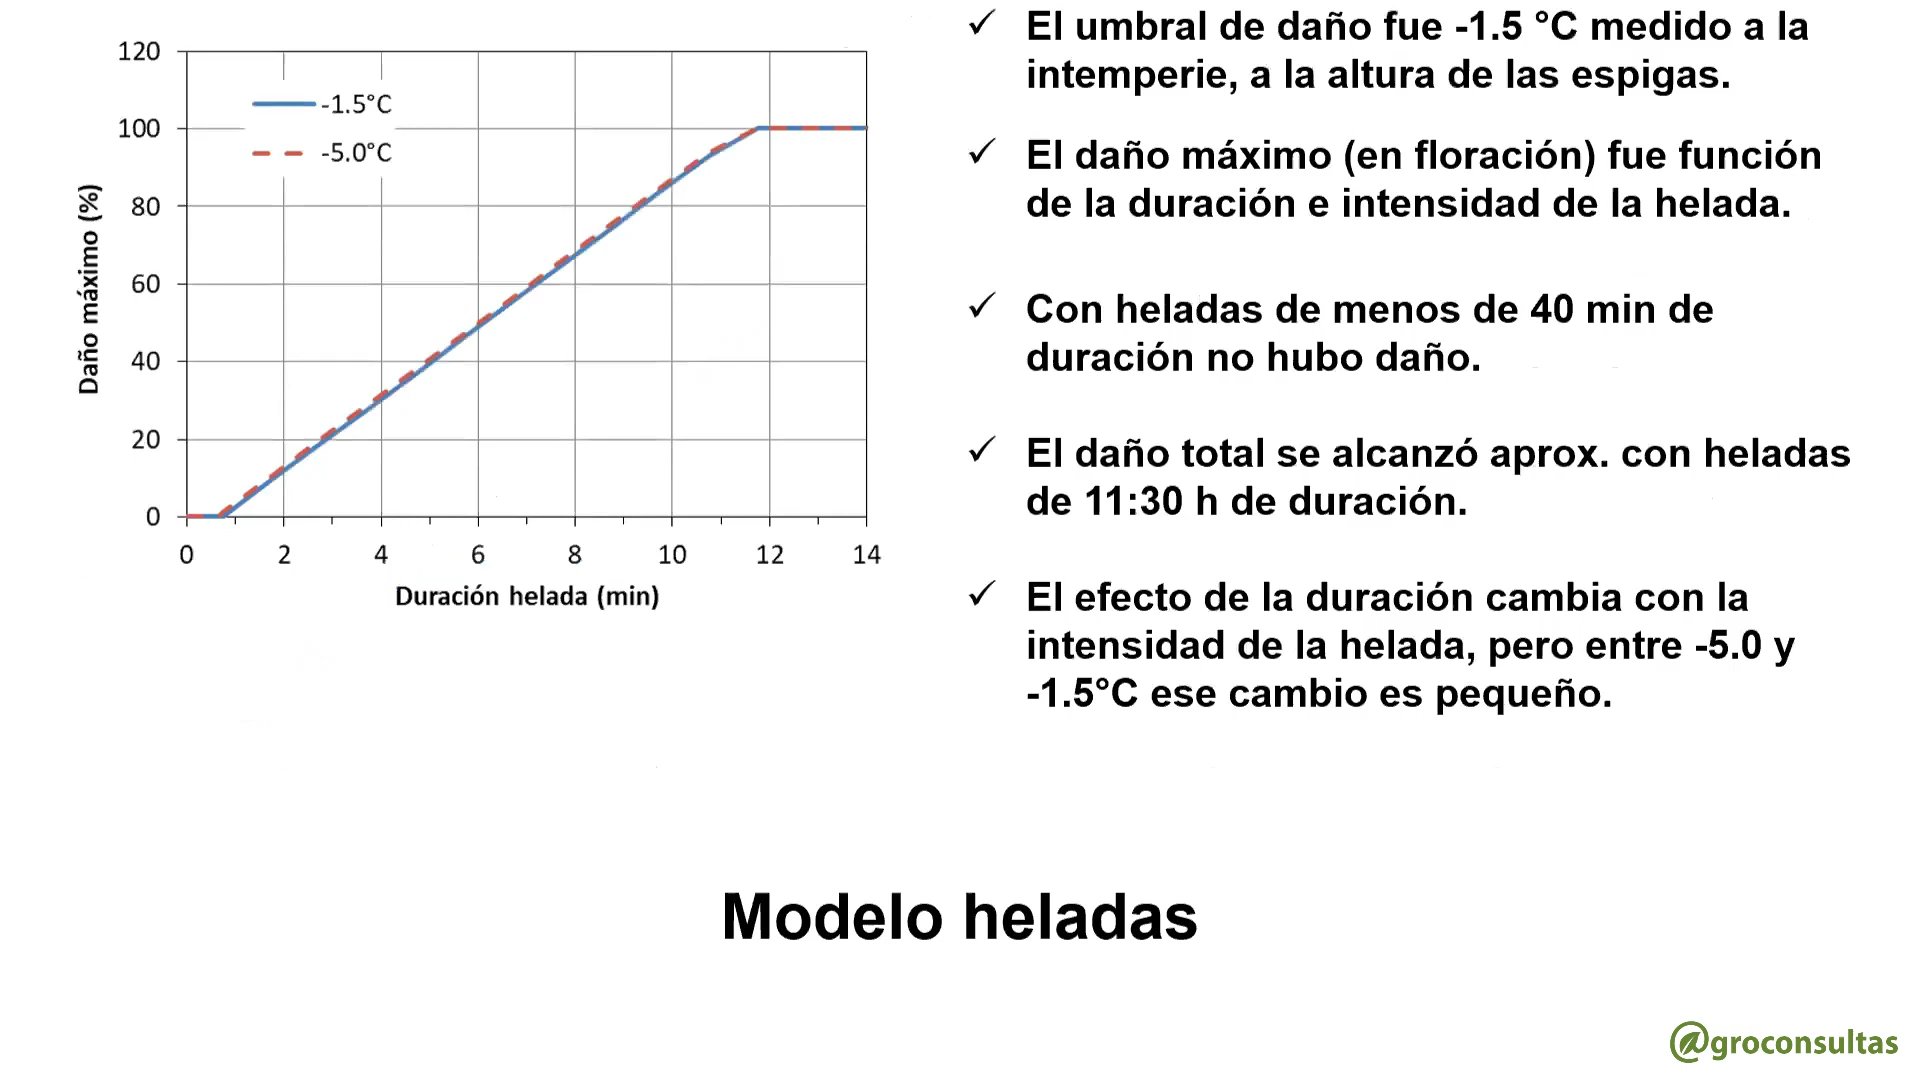 120
100
80
60
40
20
0
Daño máximo (%)
-1.5°C
-5.0°C
0 2 4 6 8 10 12 14
Duración helada (min)
✓ El umbral de daño fue -1.5 °C medido a la
intemperie, a la altura de las espigas.
✓ El daño máximo (en floración) fue función
de la duración e intensidad de la helada.
✓ Con heladas de menos de 40 min de
duración no hubo daño.
✓ El daño total se alcanzó aprox. con heladas
de 11:30 h de duración.
✓ El efecto de la duración cambia con la
intensidad de la helada, pero entre -5.0 y
-1.5°C ese cambio es pequeño.
Modelo heladas
@groconsultas